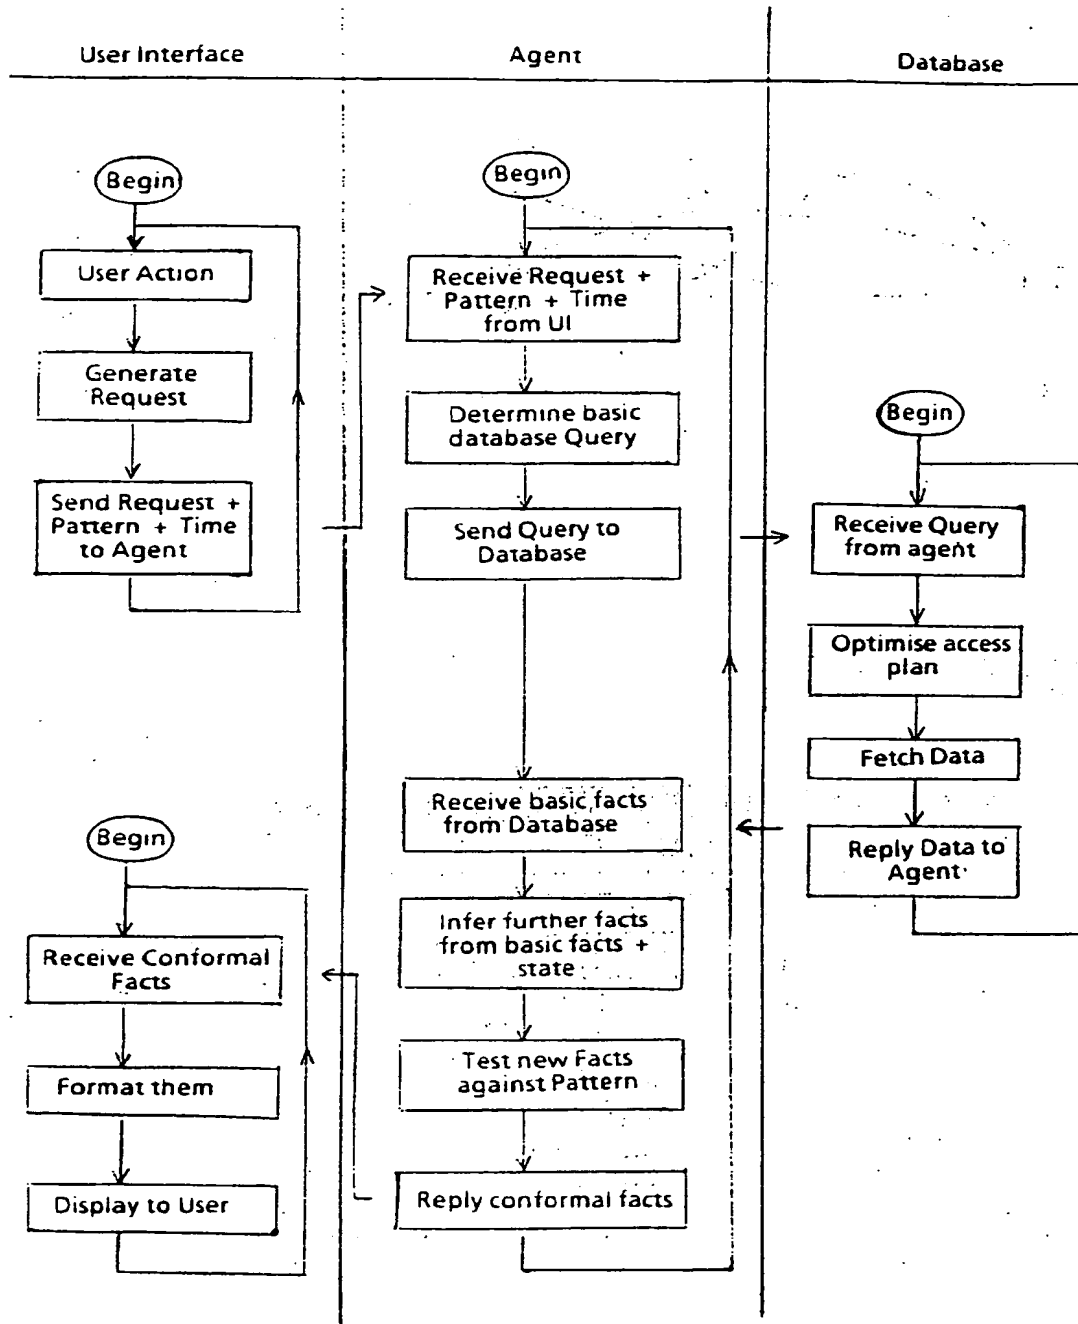 User Interface
Agent
Database
Begin
User Action
Generate
Request
Send Request +
Pattern + Time
to Agent
Begin
Receive Conformal
Facts
Format them
Display to User
Begin
Receive Request +
Pattern + Time
from UI
Determine basic
database Query
Send Query to
Database
Receive basic facts
from Database
Infer further facts
from basic facts +
state
Test new Facts
against Pattern
Reply conformal facts
Begin
Receive Query
from agent
Optimise access
plan
Fetch Data
Reply Data to
Agent